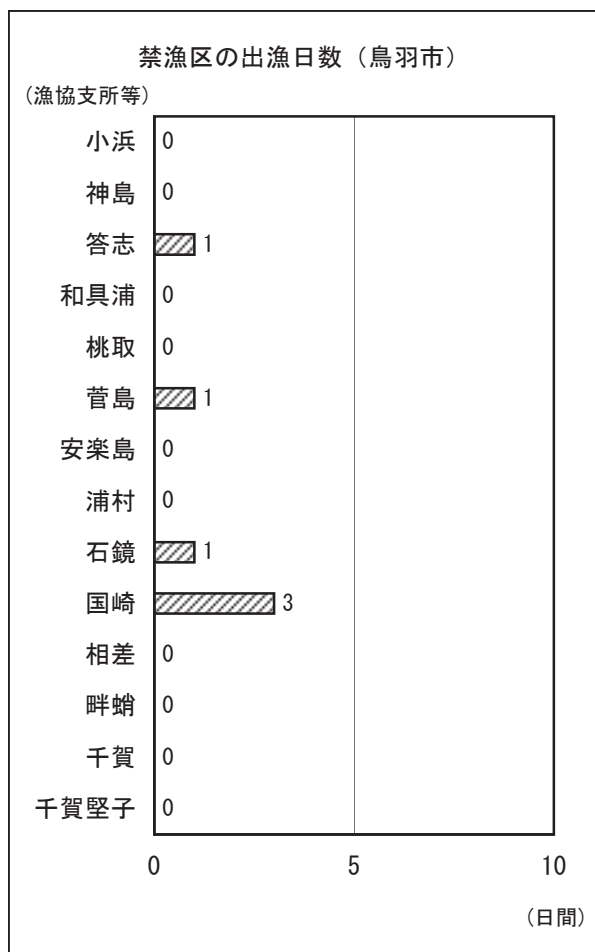 禁漁区の出漁日数（鳥羽市）
(漁協支所等)
小浜 0
神島 0
答志 1
和具浦 0
桃取 0
菅島 1
安楽島 0
浦村 0
石鏡 1
国崎 3
相差 0
畔蛸 0
千賀 0
千賀堅子 0
0 5 10
(日間)